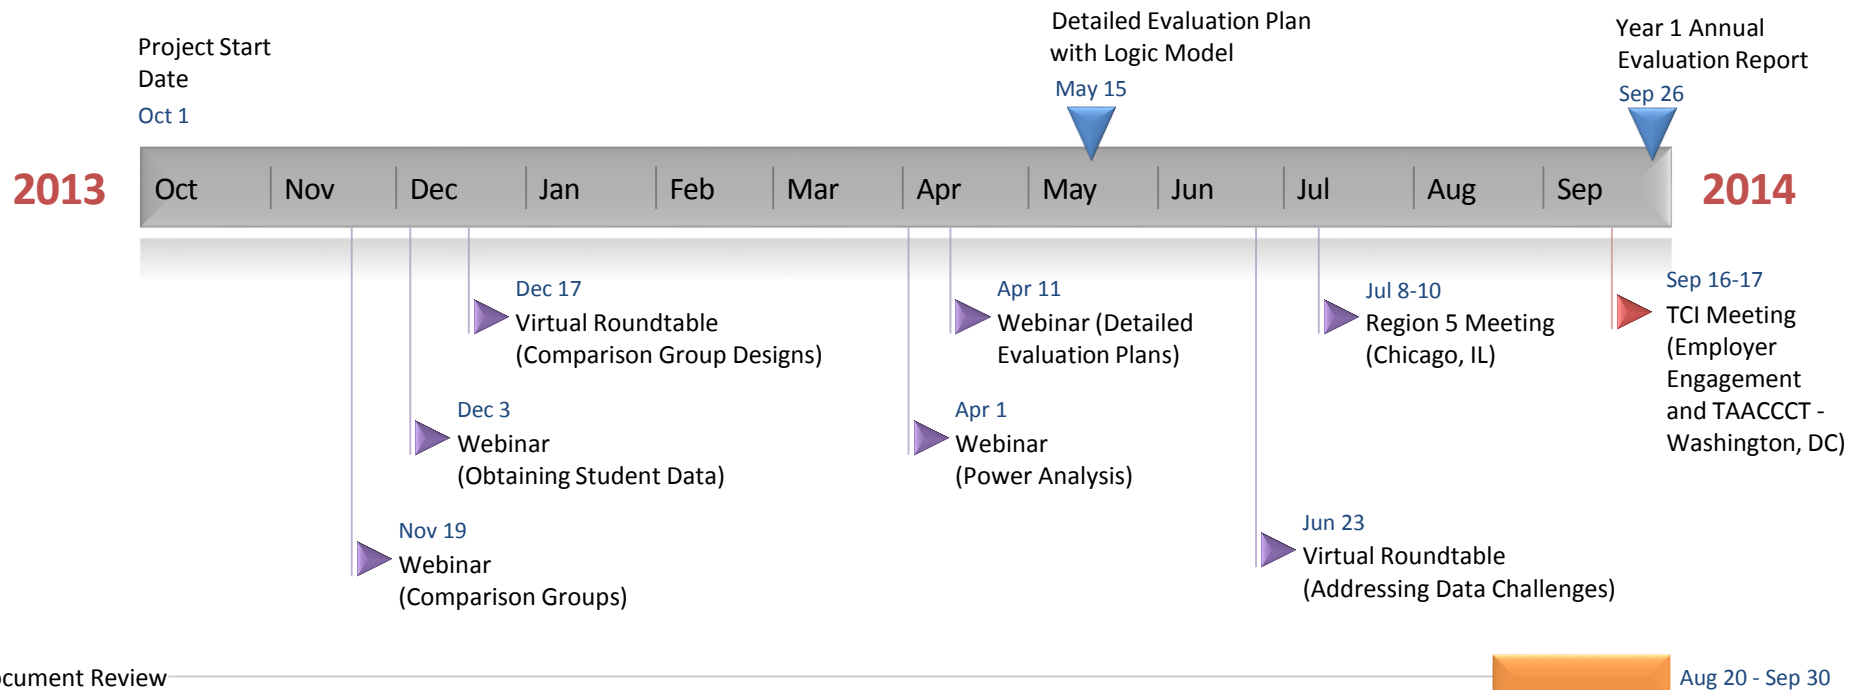 Project Start
Date
Oct 1
Detailed Evaluation Plan
with Logic Model
May 15
Year 1 Annual
Evaluation Report
Sep 26
2013
Oct
Nov
Dec
Jan
Feb
Mar
Apr
May
Jun
Jul
Aug
Sep
2014
Dec 17
Virtual Roundtable
(Comparison Group Designs)
Apr 11
Webinar (Detailed
Evaluation Plans)
Jul 8-10
Region 5 Meeting
(Chicago, IL)
Sep 16-17
TCI Meeting
(Employer
Engagement
and TAACCCT -
Washington, DC)
Dec 3
Webinar
(Obtaining Student Data)
Apr 1
Webinar
(Power Analysis)
Nov 19
Webinar
(Comparison Groups)
Jun 23
Virtual Roundtable
(Addressing Data Challenges)
ocument Review
Aug 20 - Sep 30